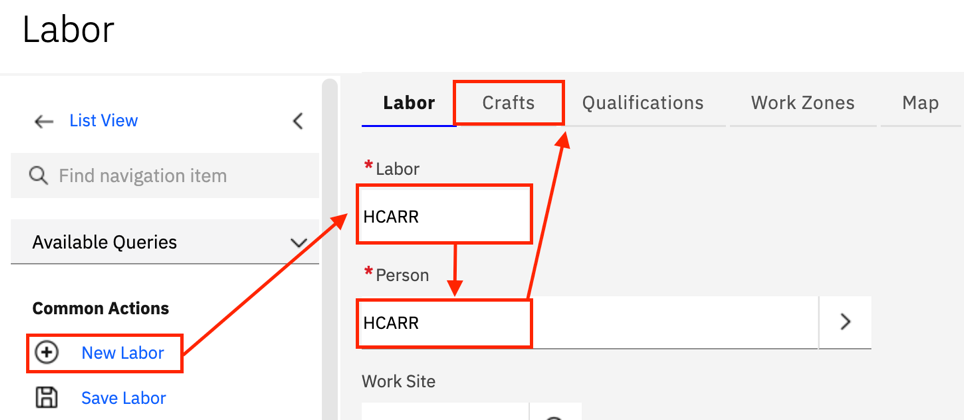 Labor
List View
Find navigation item
Available Queries
Common Actions
New Labor
Save Labor
Labor Crafts Qualifications Work Zones Map
*Labor
HCARR
*Person
HCARR
Work Site